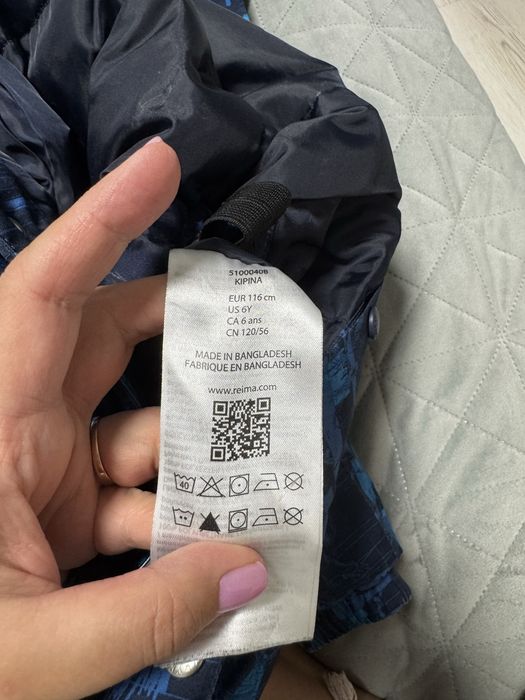 5100040B
KIPINA
EUR 116 cm
US 6Y
CA 6 ans
CN 120/56
MADE IN BANGLADESH
FABRIQUE EN BANGLADESH
www.reima.com
40